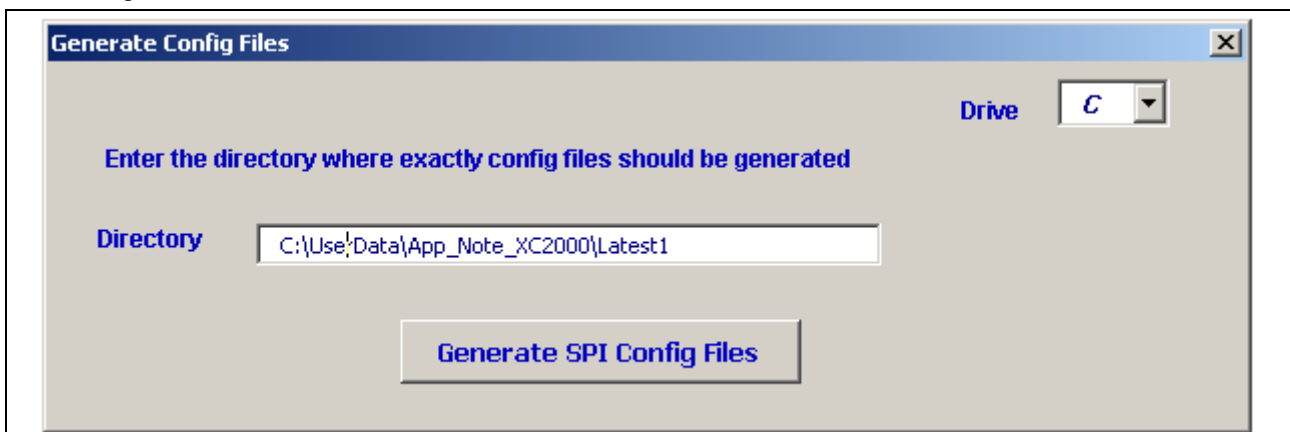 Generate Config Files
Drive C
Enter the directory where exactly config files should be generated
Directory C:\Use Data\App_Note_XC2000\Latest1
Generate SPI Config Files